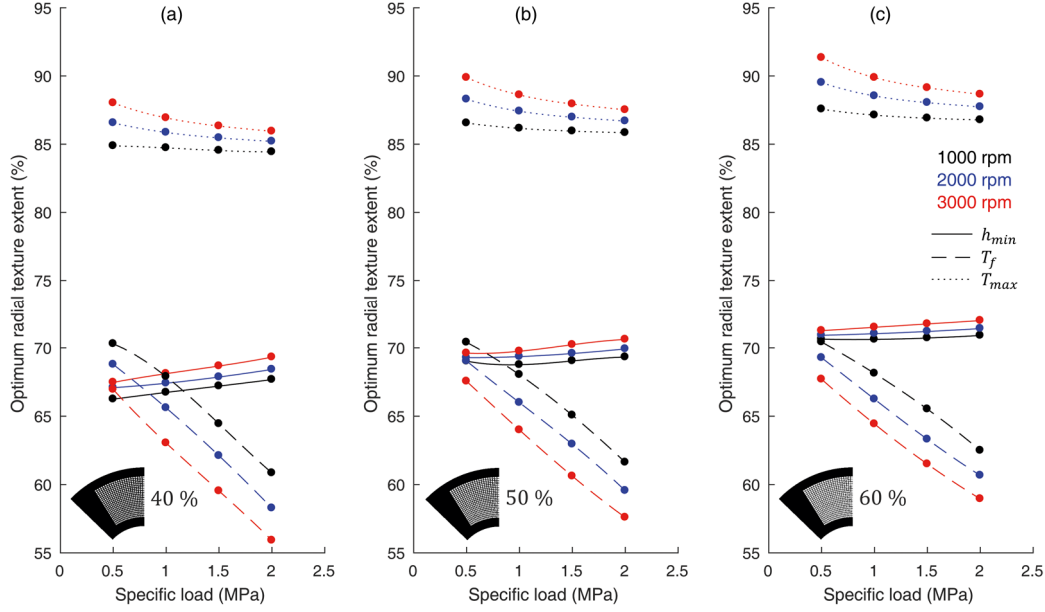 (a)
95
90
85
80
75
70
65
60
55
Optimum radial texture extent (%)
40 %
0 0.5 1 1.5 2 2.5
Specific load (MPa)
(b)
95
90
85
80
75
70
65
60
55
Optimum radial texture extent (%)
50 %
0 0.5 1 1.5 2 2.5
Specific load (MPa)
(c)
95
90
85
80
75
70
65
60
55
Optimum radial texture extent (%)
1000 rpm
2000 rpm
3000 rpm
h_min
T_f
T_max
60 %
0 0.5 1 1.5 2 2.5
Specific load (MPa)